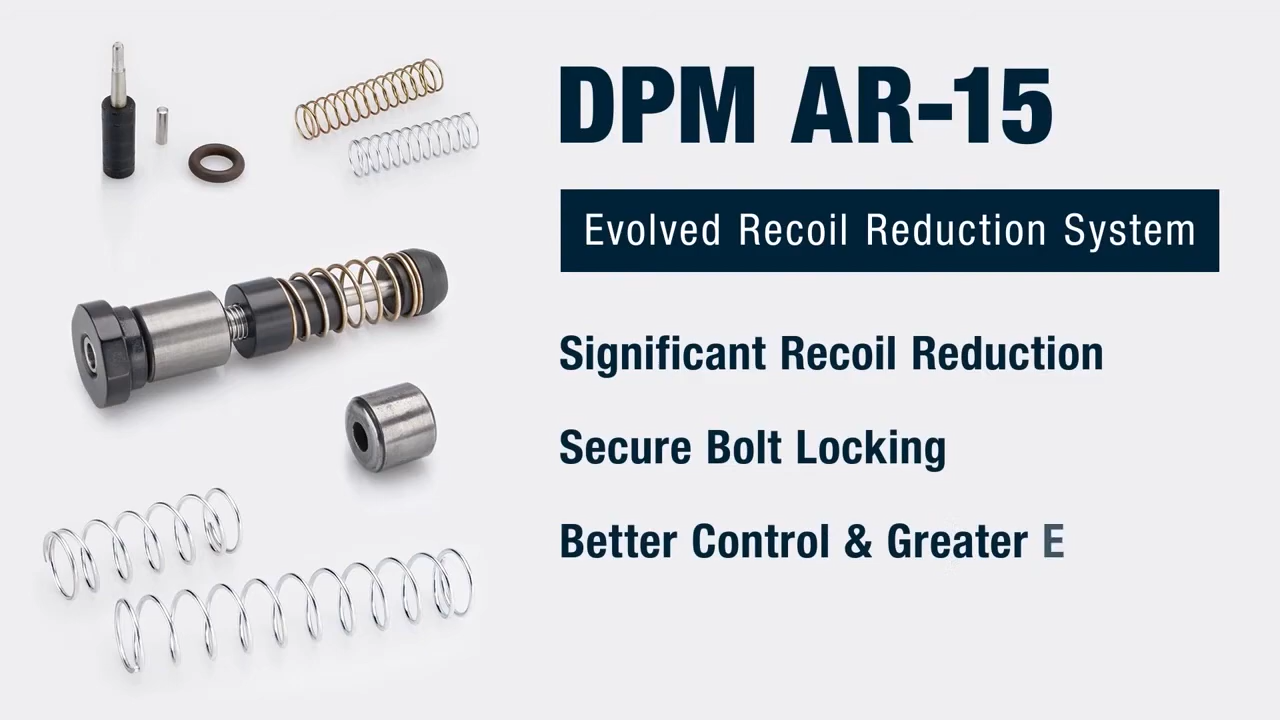 DPM AR-15
Evolved Recoil Reduction System
Significant Recoil Reduction
Secure Bolt Locking
Better Control & Greater E